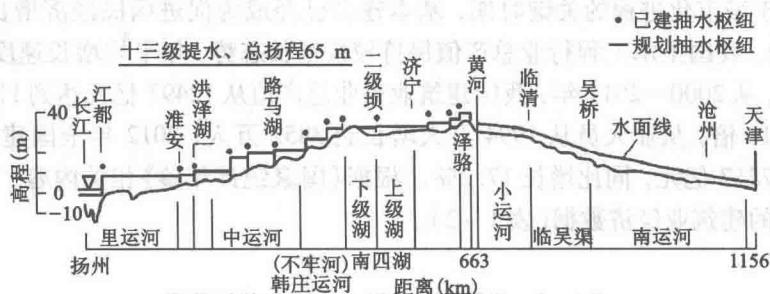 已建抽水枢纽
规划抽水枢纽
十三级提水、总扬程65 m
长江
江都
淮安
洪泽湖
路马湖
二级坝
济宁
黄河
临清
吴桥
水面线
沧州
天津
高程(m)
40
0
-10
里运河
中运河
(不牢河)
韩庄运河
下级湖
上级湖
南四湖
泽骆
小运河
临吴渠
南运河
扬州
663
1156
距离(km)